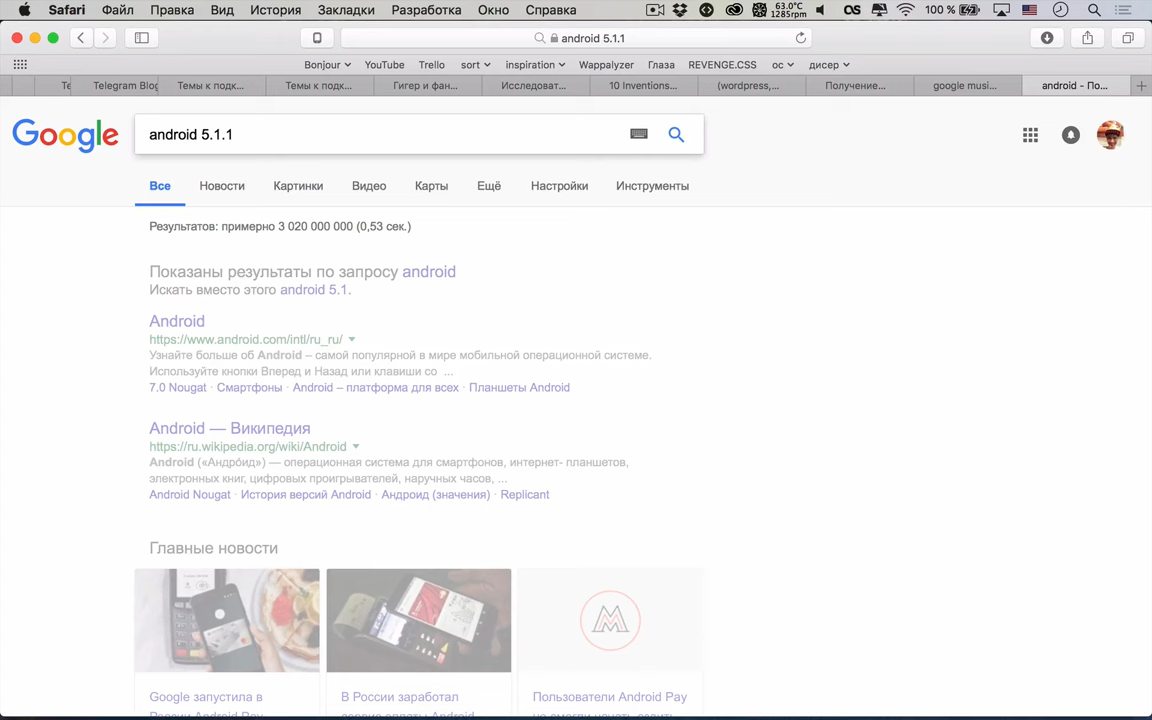 Safari Файл Правка Вид История Закладки Разработка Окно Справка 63.0°C 1285rpm 100 %
android 5.1.1
Bonjour YouTube Trello sort inspiration Wappalyzer Глаза REVENGE.CSS ос дисер
Te Telegram Blog Темы к подк... Темы к подк... Гигер и фан... Исследоват... 10 Inventions... (wordpress,... Получение... google musi... android - По...
Google android 5.1.1
Все Новости Картинки Видео Карты Ещё Настройки Инструменты
Результатов: примерно 3 020 000 000 (0,53 сек.)
Показаны результаты по запросу android
Искать вместо этого android 5.1.
Android
https://www.android.com/intl/ru_ru/
Узнайте больше об Android – самой популярной в мире мобильной операционной системе.
Используйте кнопки Вперед и Назад или клавиши со ...
7.0 Nougat · Смартфоны · Android – платформа для всех · Планшеты Android
Android — Википедия
https://ru.wikipedia.org/wiki/Android
Android («Андро́ид») — операционная система для смартфонов, интернет- планшетов,
электронных книг, цифровых проигрывателей, наручных часов, ...
Android Nougat · История версий Android · Андроид (значения) · Replicant
Главные новости
Google запустила в В России заработал Пользователи Android Pay
России Android Pay